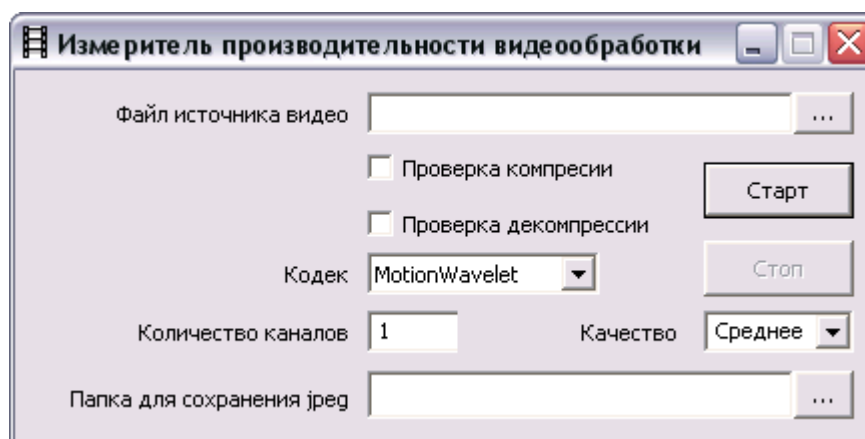 Измеритель производительности видеообработки
Файл источника видео ...
Проверка компресии
Старт
Проверка декомпрессии
Кодек MotionWavelet
Стоп
Количество каналов 1 Качество Среднее
Папка для сохранения jpeg ...